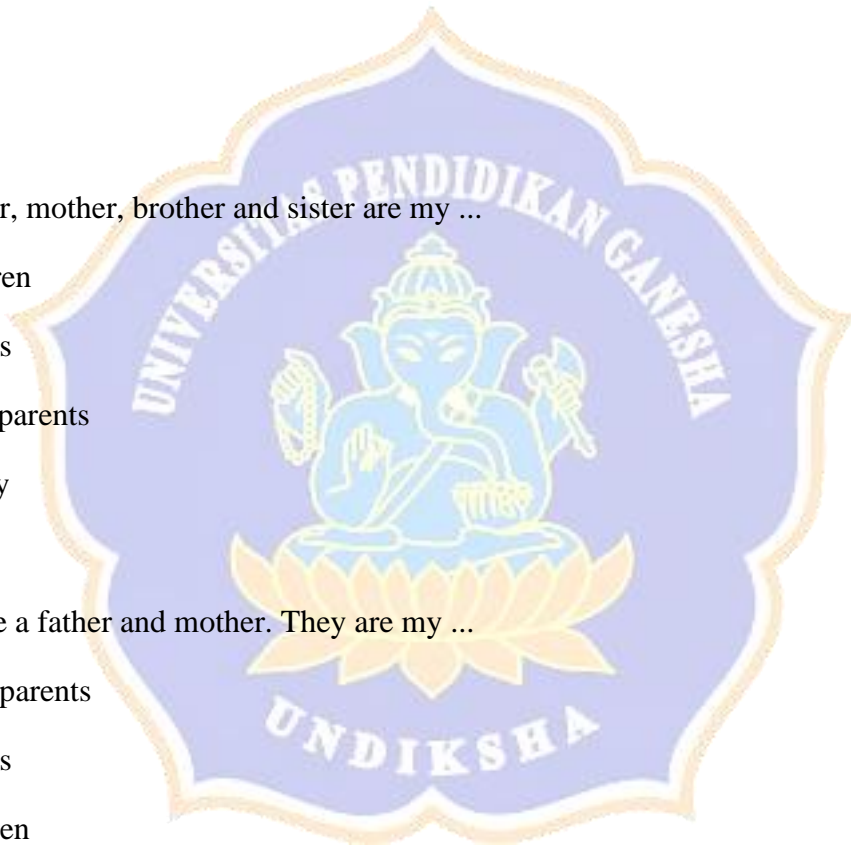 UNIVERSITAS PENDIDIKAN GANESHA
r, mother, brother and sister are my ...
ren
s
parents
y
e a father and mother. They are my ...
parents
s
en
UNDIKSHA